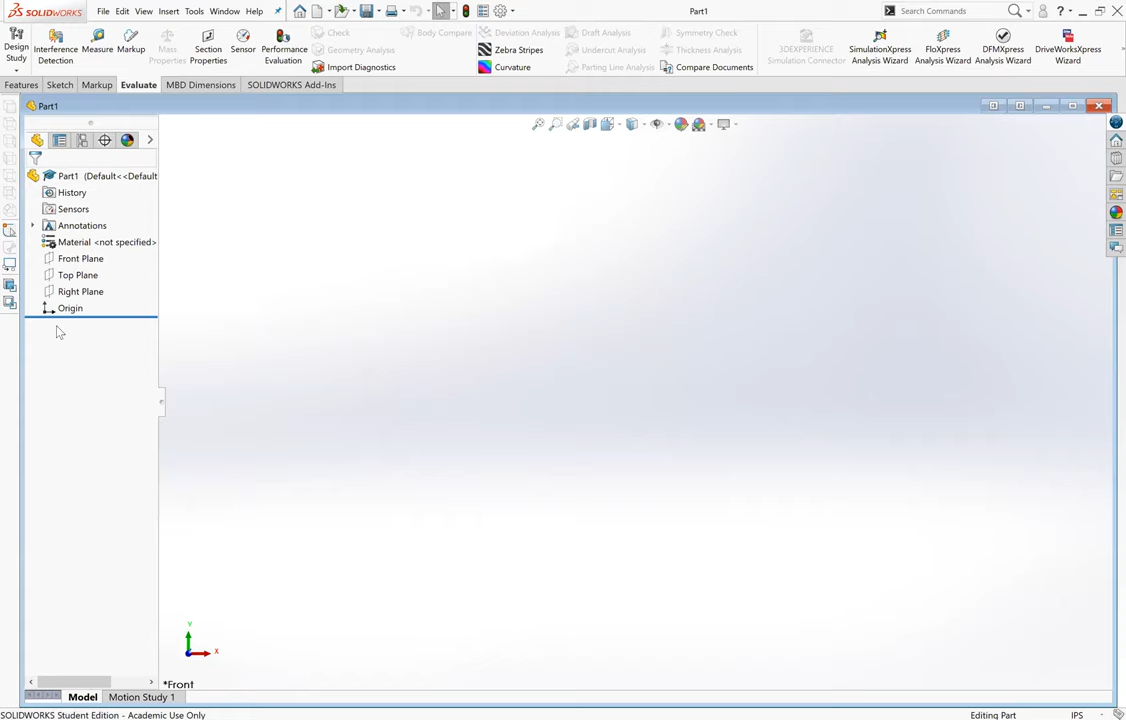 SOLIDWORKS File Edit View Insert Tools Window Help Part1 Search Commands ?
Design Study
Interference Detection
Measure
Markup
Mass Properties
Section Properties
Sensor
Performance Evaluation
Check
Geometry Analysis
Import Diagnostics
Body Compare
Deviation Analysis
Zebra Stripes
Curvature
Draft Analysis
Undercut Analysis
Parting Line Analysis
Symmetry Check
Thickness Analysis
Compare Documents
3DEXPERIENCE Simulation Connector
SimulationXpress Analysis Wizard
FloXpress Analysis Wizard
DFMXpress Analysis Wizard
DriveWorksXpress Wizard
Features Sketch Markup Evaluate MBD Dimensions SOLIDWORKS Add-Ins
Part1
Part1 (Default<<Default
History
Sensors
Annotations
Material <not specified>
Front Plane
Top Plane
Right Plane
Origin
Y
X
*Front
Model Motion Study 1
SOLIDWORKS Student Edition - Academic Use Only Editing Part IPS